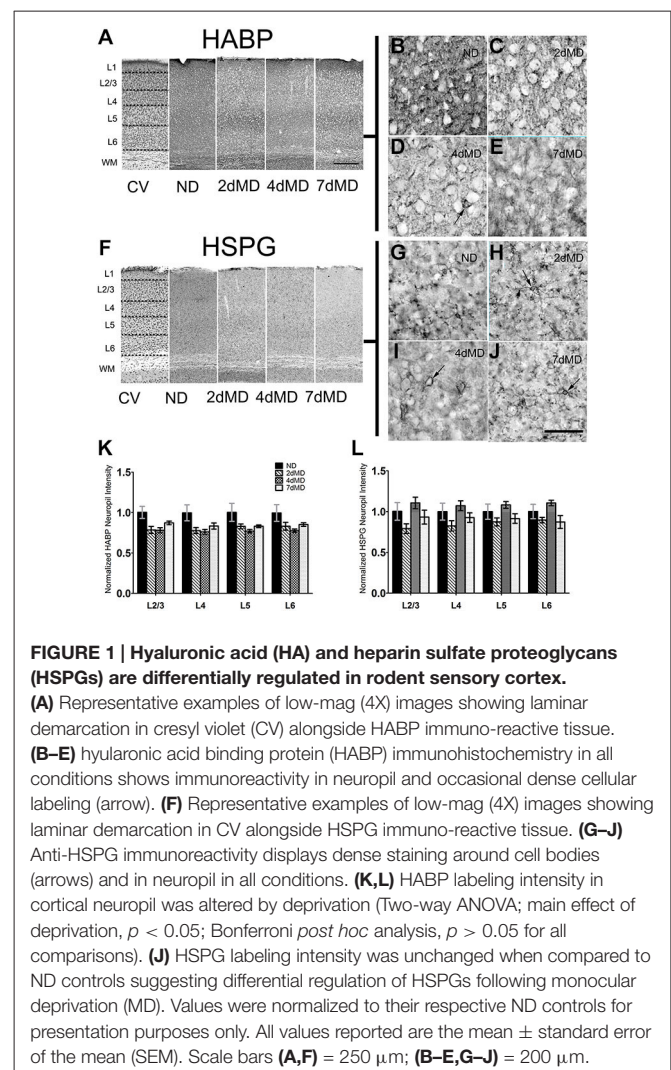 A
HABP
L1
L2/3
L4
L5
L6
WM
CV ND 2dMD 4dMD 7dMD
B ND
C 2dMD
D 4dMD
E 7dMD
F
HSPG
L1
L2/3
L4
L5
L6
WM
CV ND 2dMD 4dMD 7dMD
G ND
H 2dMD
I 4dMD
J 7dMD
K
Normalized HABP Neuropil Intensity
1.5
1.0
0.5
0.0
L2/3 L4 L5 L6
ND
2dMD
4dMD
7dMD
L
Normalized HSPG Neuropil Intensity
1.5
1.0
0.5
0.0
L2/3 L4 L5 L6
FIGURE 1 | Hyaluronic acid (HA) and heparin sulfate proteoglycans
(HSPGs) are differentially regulated in rodent sensory cortex.
(A) Representative examples of low-mag (4X) images showing laminar
demarcation in cresyl violet (CV) alongside HABP immuno-reactive tissue.
(B–E) hyularonic acid binding protein (HABP) immunohistochemistry in all
conditions shows immunoreactivity in neuropil and occasional dense cellular
labeling (arrow). (F) Representative examples of low-mag (4X) images showing
laminar demarcation in CV alongside HSPG immuno-reactive tissue. (G–J)
Anti-HSPG immunoreactivity displays dense staining around cell bodies
(arrows) and in neuropil in all conditions. (K,L) HABP labeling intensity in
cortical neuropil was altered by deprivation (Two-way ANOVA; main effect of
deprivation, p < 0.05; Bonferroni post hoc analysis, p > 0.05 for all
comparisons). (J) HSPG labeling intensity was unchanged when compared to
ND controls suggesting differential regulation of HSPGs following monocular
deprivation (MD). Values were normalized to their respective ND controls for
presentation purposes only. All values reported are the mean ± standard error
of the mean (SEM). Scale bars (A,F) = 250 μm; (B–E,G–J) = 200 μm.